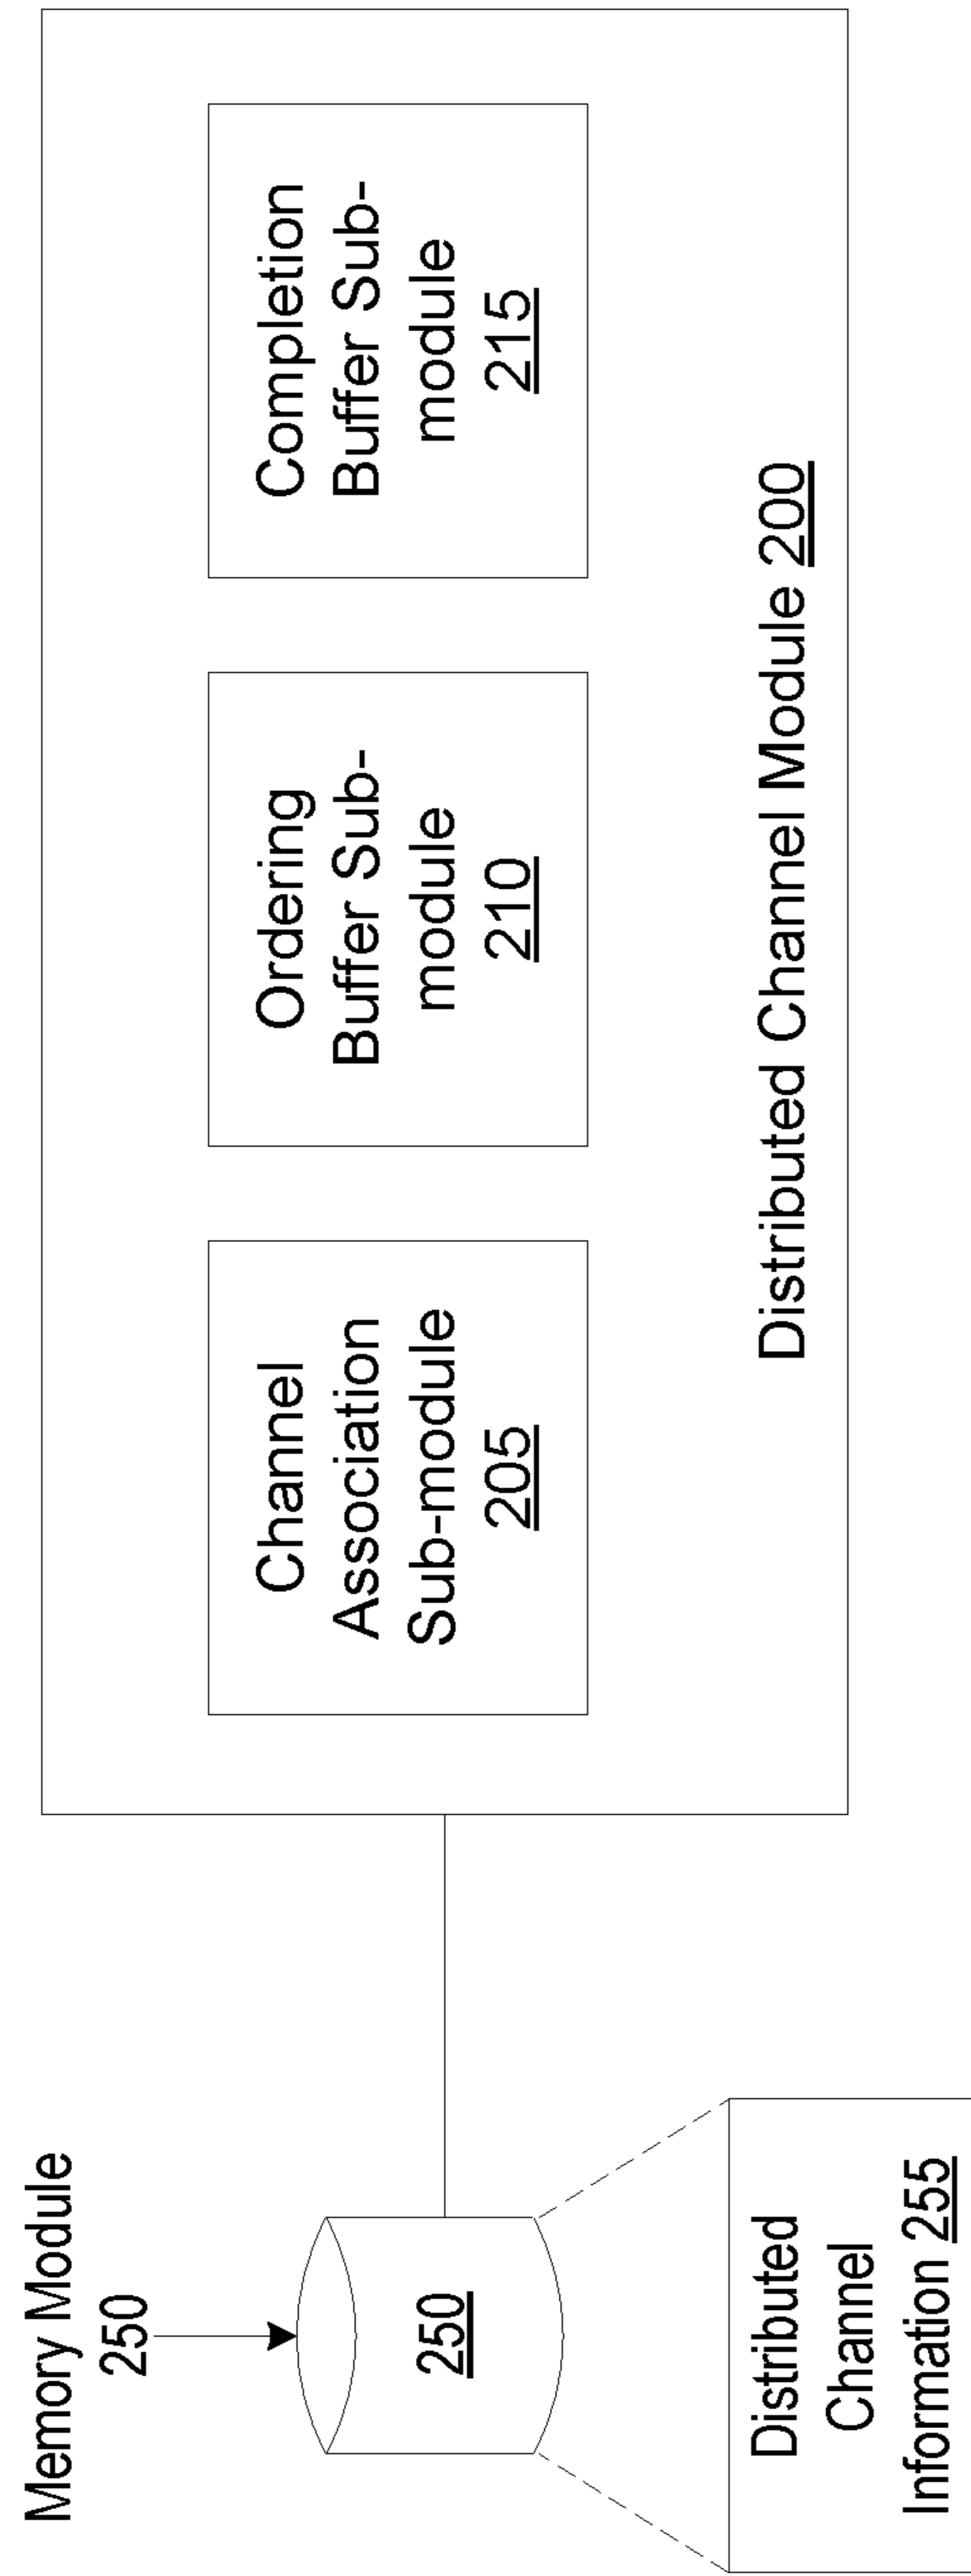 Memory Module
250
250
Distributed
Channel
Information 255
Channel
Association
Sub-module
205
Ordering
Buffer Sub-
module
210
Completion
Buffer Sub-
module
215
Distributed Channel Module 200